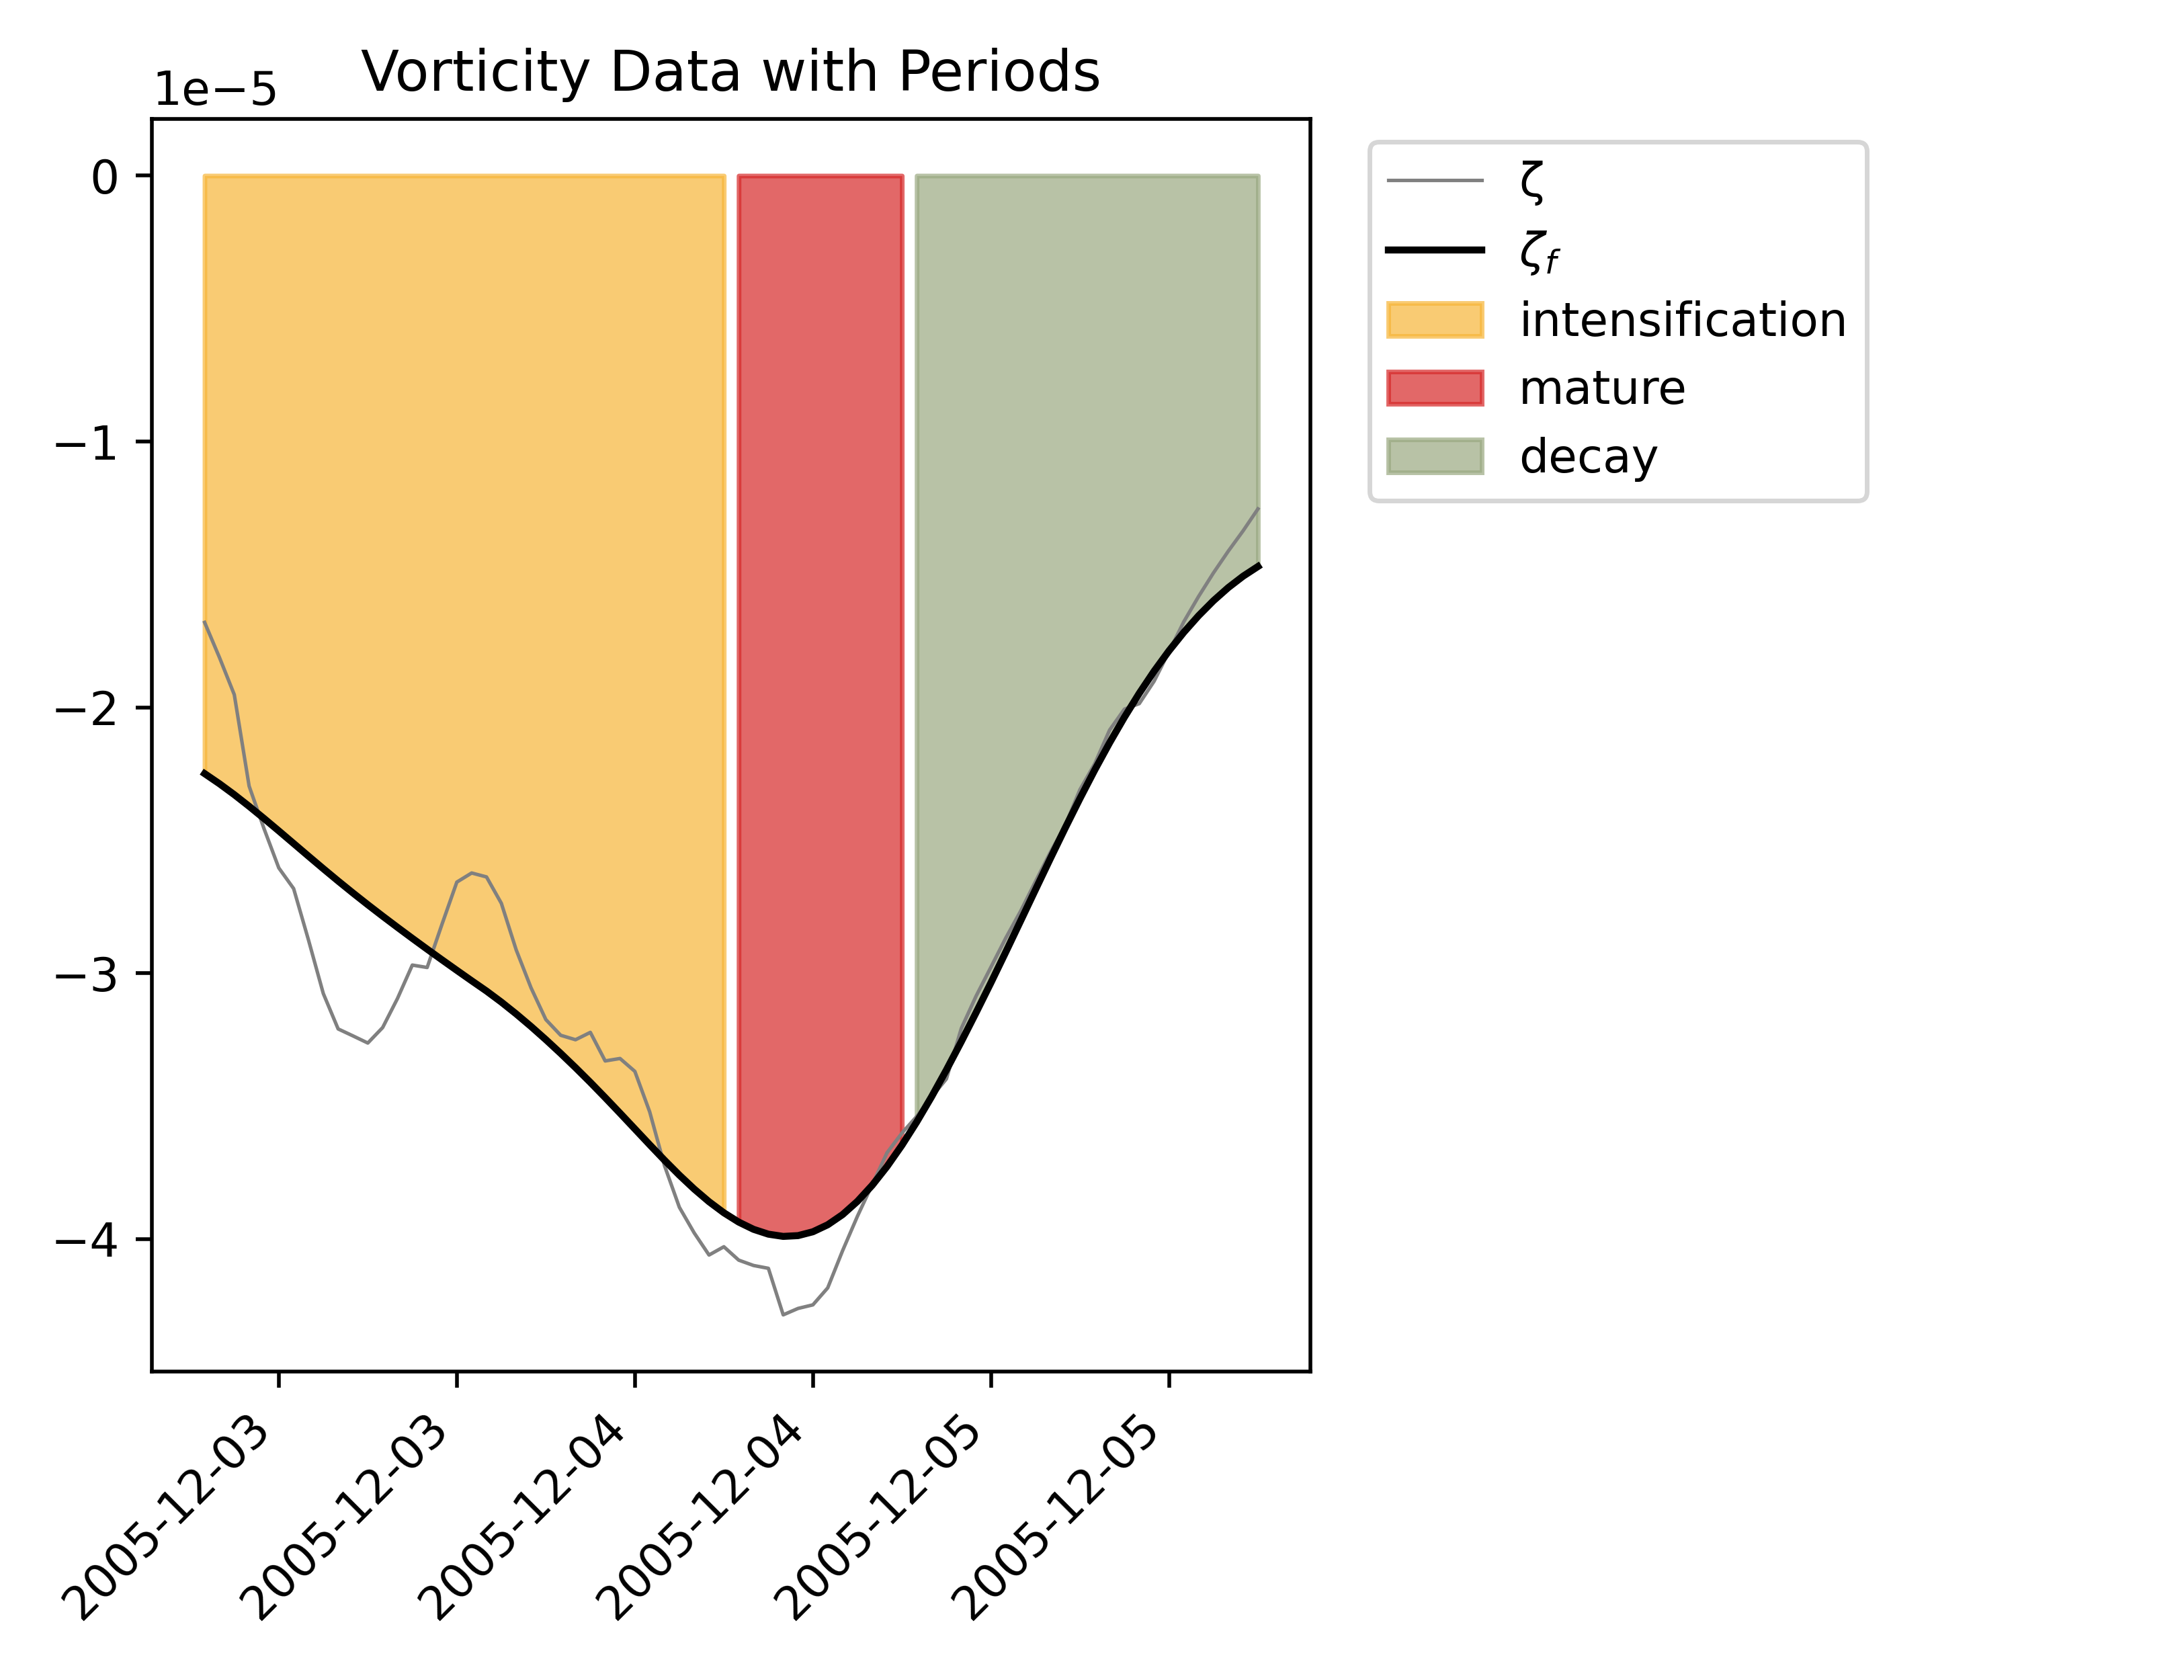 Vorticity Data with Periods
1e−5
0
−1
−2
−3
−4
2005-12-03
2005-12-03
2005-12-04
2005-12-04
2005-12-05
2005-12-05
ζ
ζf
intensification
mature
decay